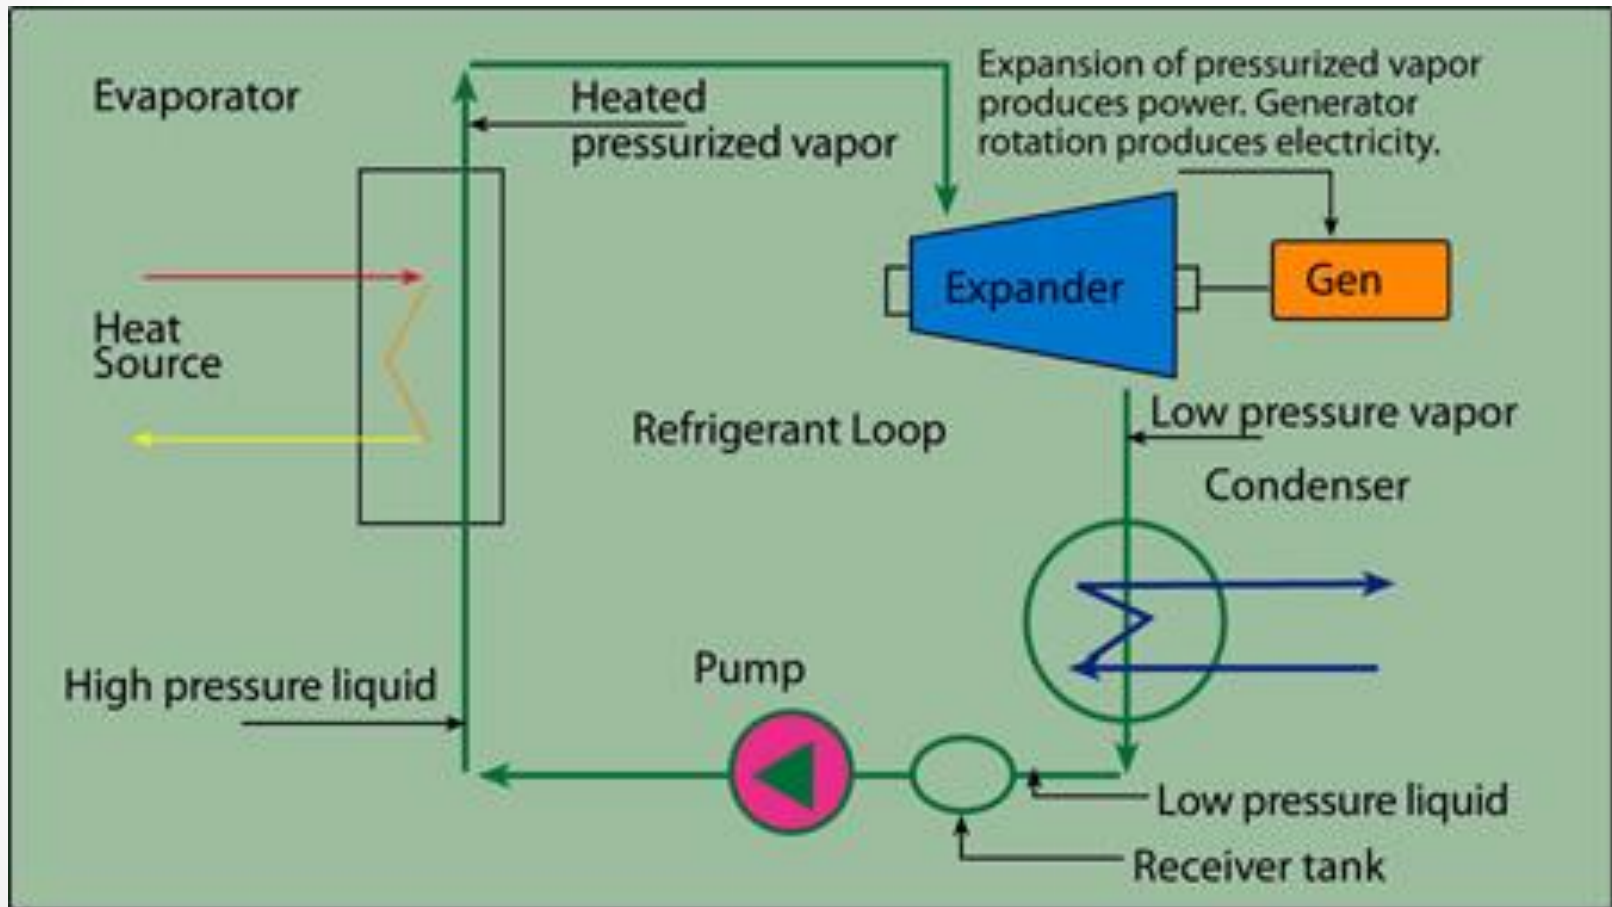 Evaporator
Heated
pressurized vapor
Expansion of pressurized vapor
produces power. Generator
rotation produces electricity.
Expander
Gen
Heat
Source
Refrigerant Loop
Low pressure vapor
Condenser
High pressure liquid
Pump
Low pressure liquid
Receiver tank